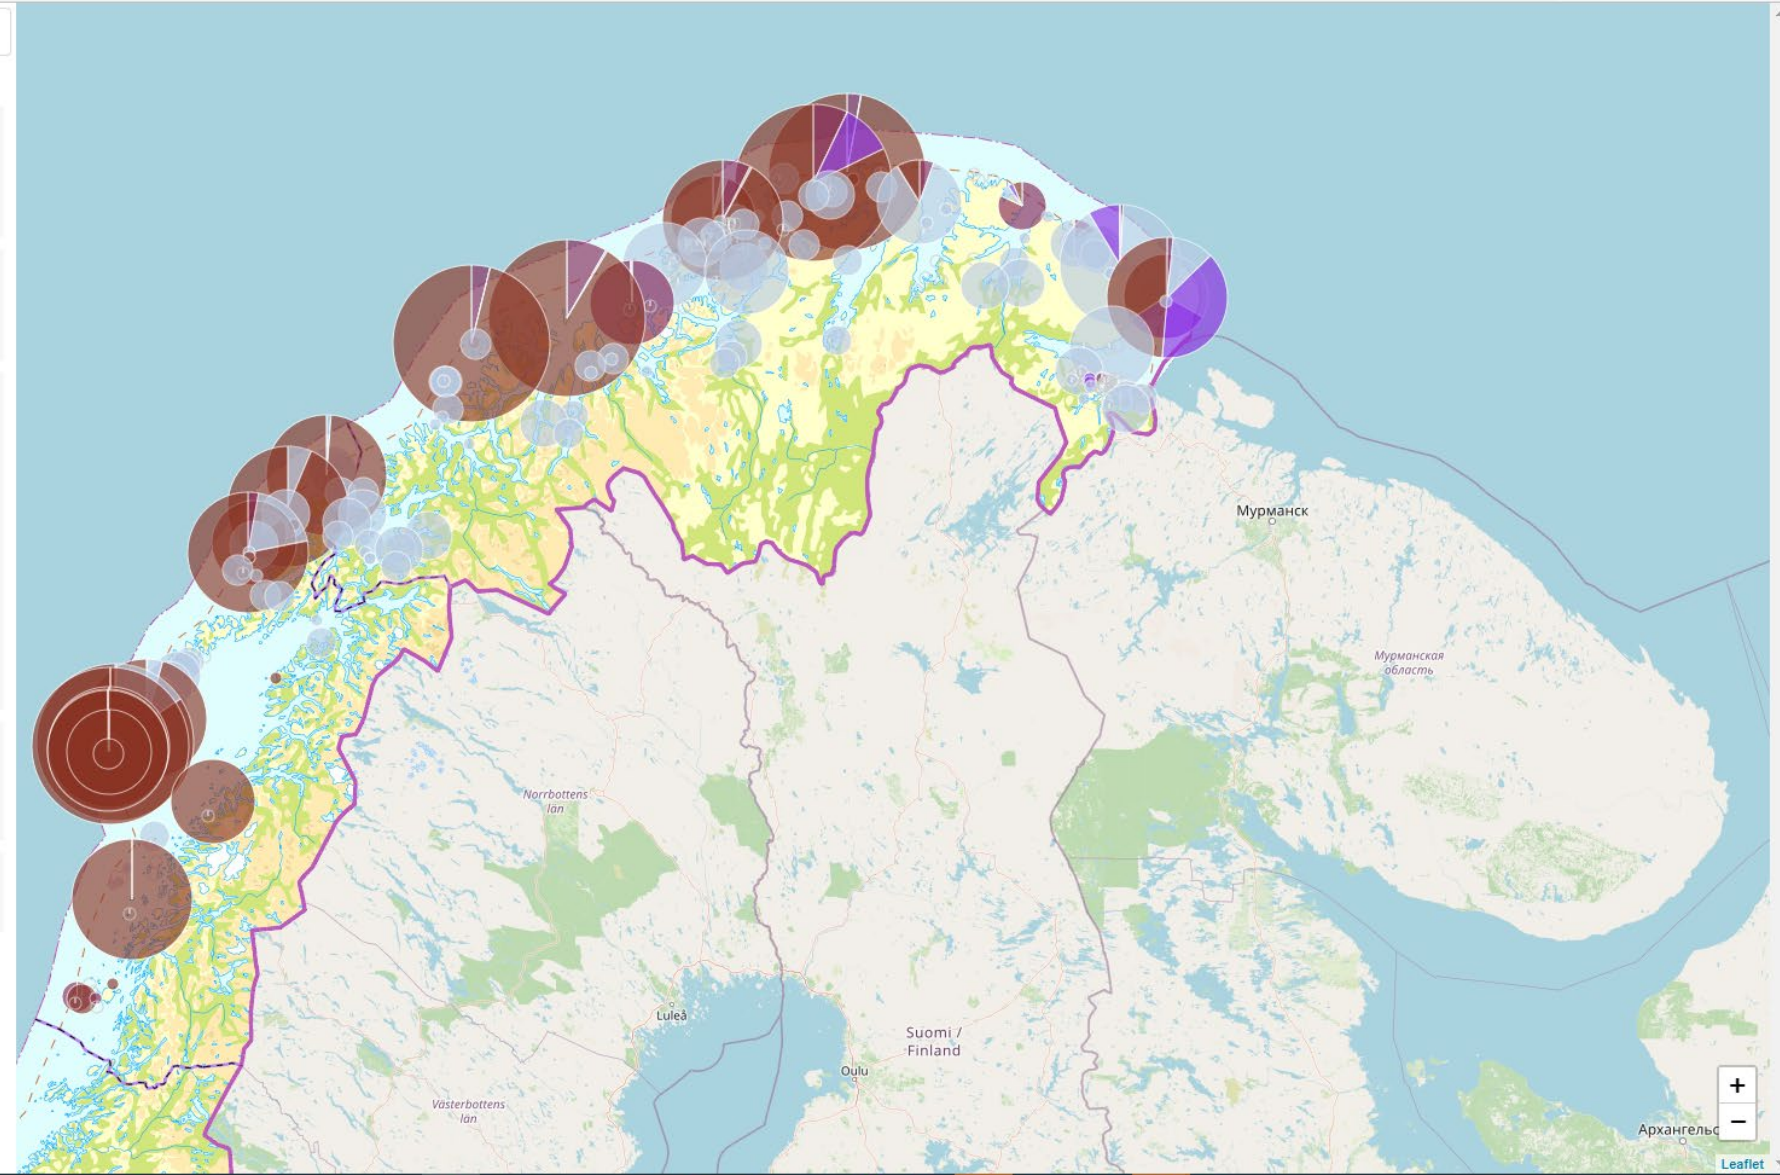 Мурманск
Мурманская
область
Norrbottens
län
Luleå
Suomi /
Finland
Oulu
Västerbottens
län
+
−
Архангельс
Leaflet